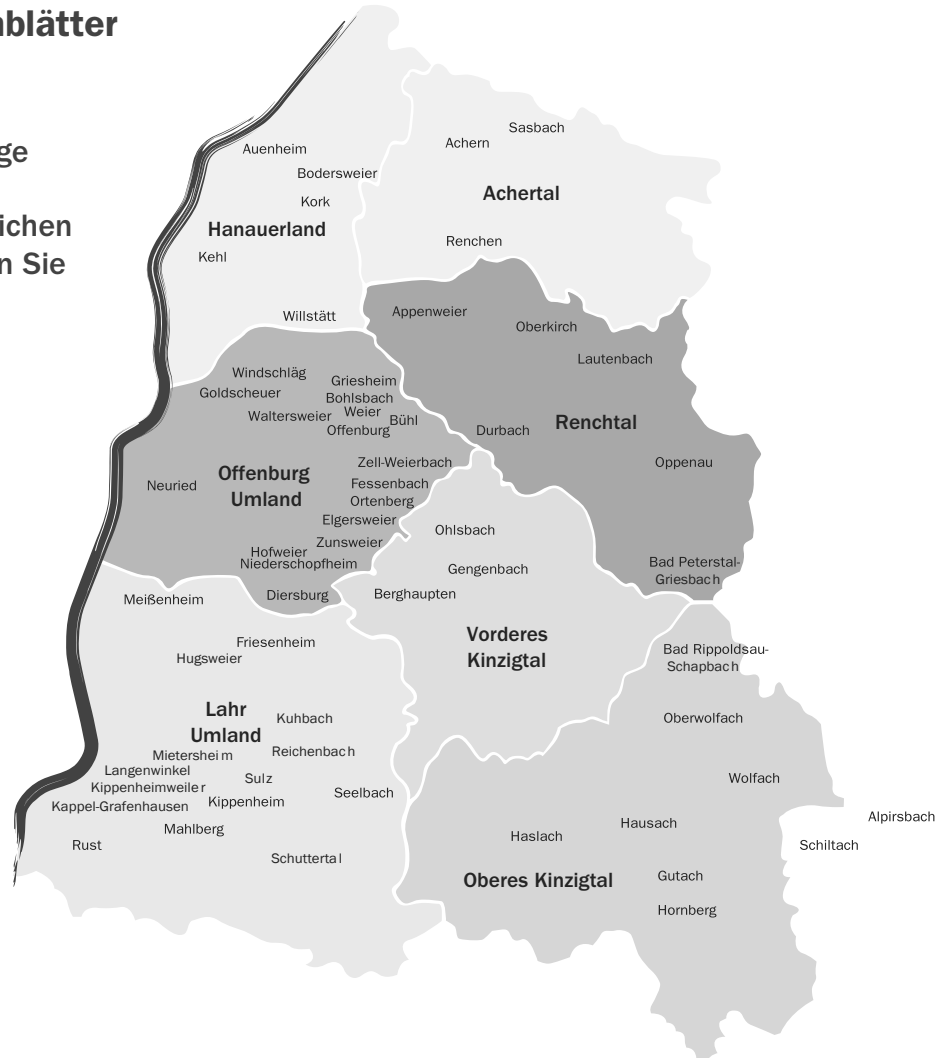 nblätter
ge
ichen
n Sie
Sasbach
Achern
Auenheim
Bodersweier
Achertal
Kork
Hanauerland
Renchen
Kehl
Appenweier
Willstätt
Oberkirch
Lautenbach
Windschläg
Griesheim
Goldscheuer
Bohlsbach
Waltersweier
Weier
Bühl
Offenburg
Durbach
Renchtal
Zell-Weierbach
Oppenau
Offenburg
Umland
Neuried
Fessenbach
Ortenberg
Elgersweier
Ohlsbach
Zunsweier
Hofweier
Niederschopfheim
Bad Peterstal-
Griesbach
Gengenbach
Diersburg
Berghaupten
Meißenheim
Vorderes
Kinzigtal
Friesenheim
Hugsweier
Bad Rippoldsau-
Schapbach
Lahr
Umland
Kuhbach
Oberwolfach
Reichenbach
Mietersheim
Langenwinkel
Sulz
Wolfach
Kippenheimweiler
Seelbach
Kappel-Grafenhausen
Kippenheim
Alpirsbach
Hausach
Mahlberg
Haslach
Rust
Schiltach
Schuttertal
Gutach
Oberes Kinzigtal
Hornberg